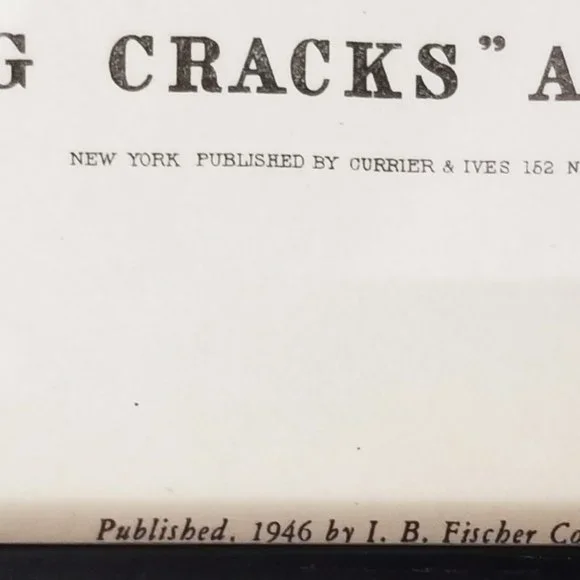 G CRACKS” A
NEW YORK PUBLISHED BY CURRIER & IVES 152 N
Published, 1946 by I. B. Fischer Co